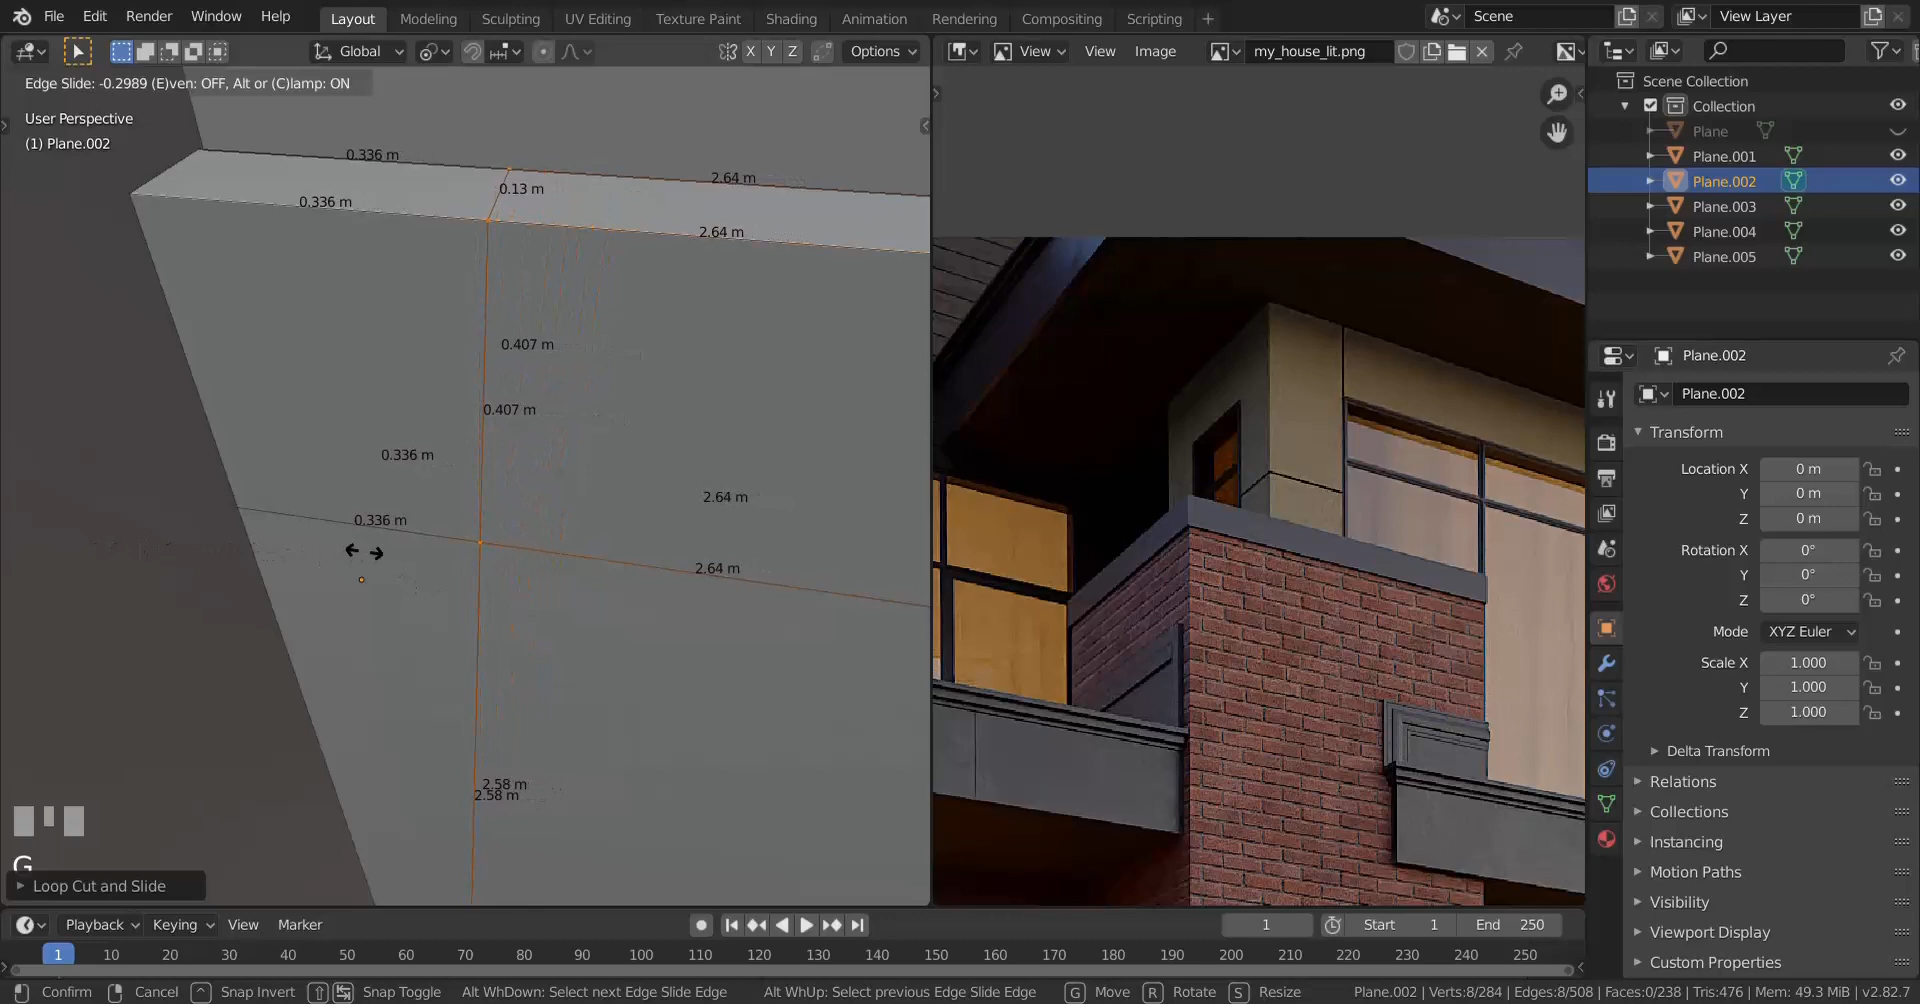 File Edit Render Window Help Layout Modeling Sculpting UV Editing Texture Paint Shading Animation Rendering Compositing Scripting + Scene View Layer
Global X Y Z Options View View Image my_house_lit.png
Edge Slide: -0.2989 (E)ven: OFF, Alt or (C)lamp: ON
User Perspective
(1) Plane.002
0.336 m
2.64 m
0.13 m
0.336 m
2.64 m
0.407 m
0.407 m
0.336 m
2.64 m
0.336 m
2.64 m
2.58 m
2.58 m
G
Loop Cut and Slide
Scene Collection
Collection
Plane
Plane.001
Plane.002
Plane.003
Plane.004
Plane.005
Plane.002
Plane.002
Transform
Location X 0 m
Y 0 m
Z 0 m
Rotation X 0°
Y 0°
Z 0°
Mode XYZ Euler
Scale X 1.000
Y 1.000
Z 1.000
Delta Transform
Relations
Collections
Instancing
Motion Paths
Visibility
Viewport Display
Custom Properties
Playback Keying View Marker 1 Start 1 End 250
1 10 20 30 40 50 60 70 80 90 100 110 120 130 140 150 160 170 180 190 200 210 220 230 240 250
Confirm Cancel Snap Invert Snap Toggle Alt WhDown: Select next Edge Slide Edge Alt WhUp: Select previous Edge Slide Edge G Move R Rotate S Resize Plane.002 | Verts:8/284 | Edges:8/508 | Faces:0/238 | Tris:476 | Mem: 49.3 MiB | v2.82.7